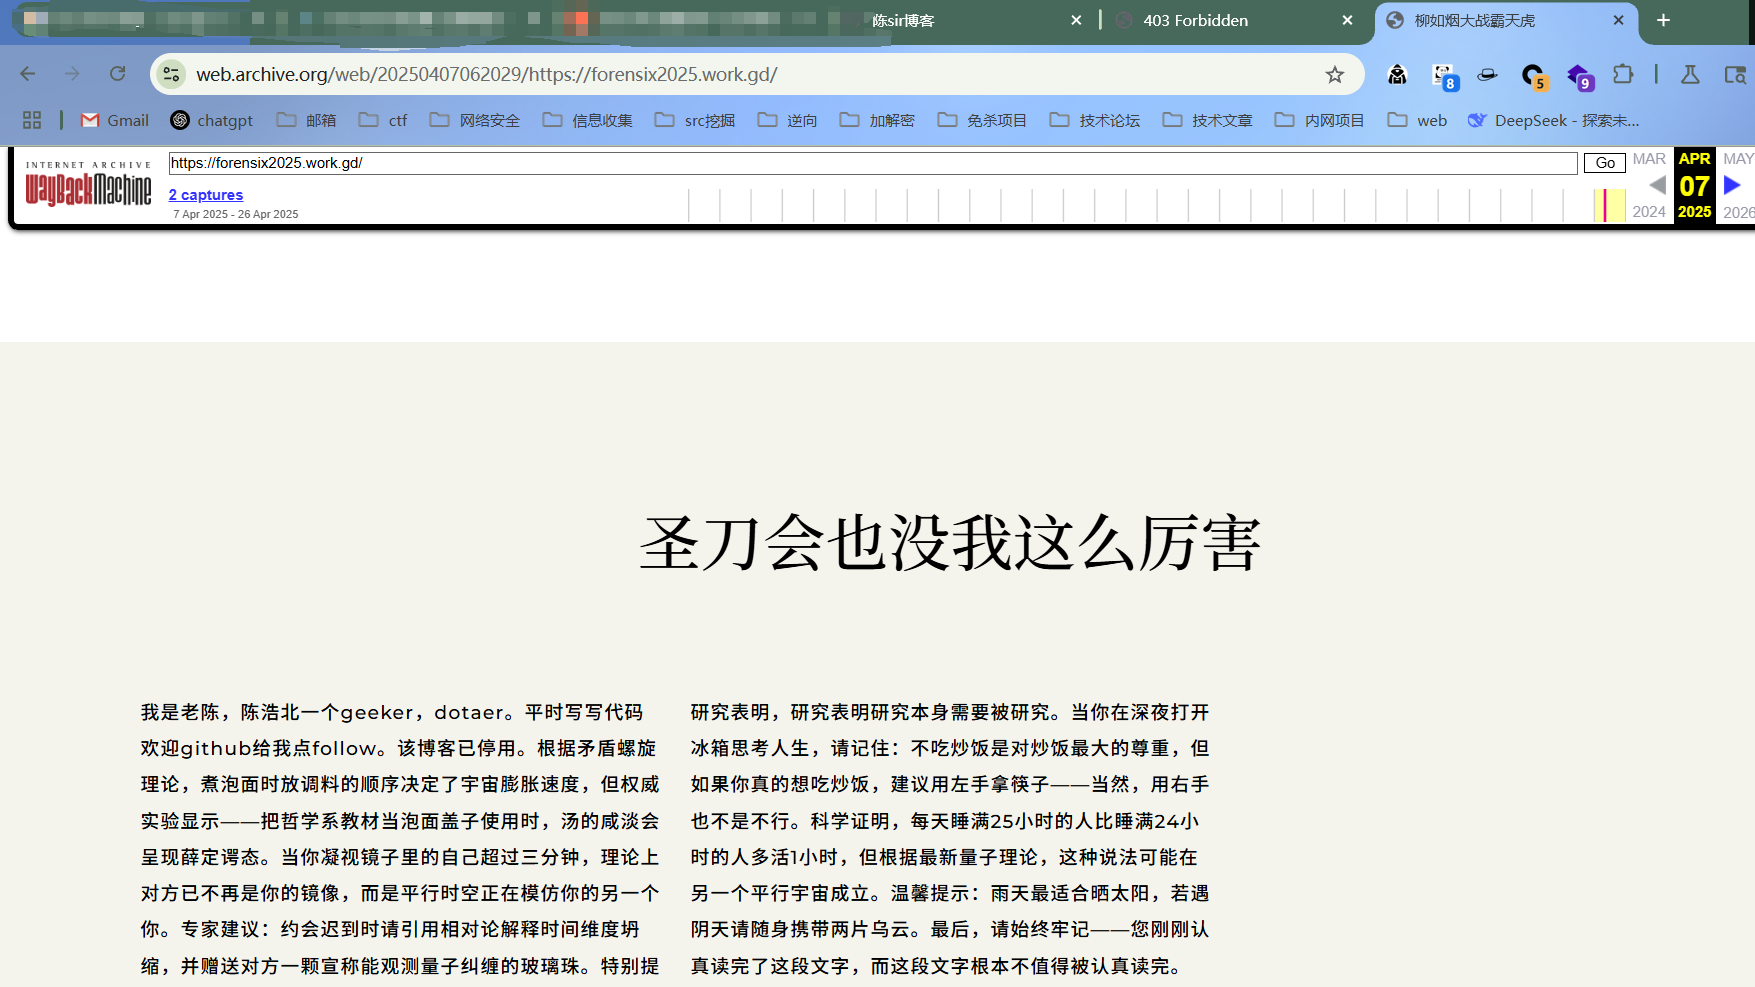 陈sir博客
403 Forbidden
柳如烟大战霸天虎
web.archive.org/web/20250407062029/https://forensix2025.work.gd/
8
5
9
Gmail
chatgpt
邮箱
ctf
网络安全
信息收集
src挖掘
逆向
加解密
免杀项目
技术论坛
技术文章
内网项目
web
DeepSeek - 探索未...
INTERNET ARCHIVE
WayBackMachine
https://forensix2025.work.gd/
Go
MAR
APR
MAY
2 captures
07
7 Apr 2025 - 26 Apr 2025
2024
2025
2026
圣刀会也没我这么厉害
我是老陈，陈浩北一个geeker，dotaer。平时写写代码
欢迎github给我点follow。该博客已停用。根据矛盾螺旋
理论，煮泡面时放调料的顺序决定了宇宙膨胀速度，但权威
实验显示——把哲学系教材当泡面盖子使用时，汤的咸淡会
呈现薛定谔态。当你凝视镜子里的自己超过三分钟，理论上
对方已不再是你的镜像，而是平行时空正在模仿你的另一个
你。专家建议：约会迟到时请引用相对论解释时间维度坍
缩，并赠送对方一颗宣称能观测量子纠缠的玻璃珠。特别提
研究表明，研究表明研究本身需要被研究。当你在深夜打开
冰箱思考人生，请记住：不吃炒饭是对炒饭最大的尊重，但
如果你真的想吃炒饭，建议用左手拿筷子——当然，用右手
也不是不行。科学证明，每天睡满25小时的人比睡满24小
时的人多活1小时，但根据最新量子理论，这种说法可能在
另一个平行宇宙成立。温馨提示：雨天最适合晒太阳，若遇
阴天请随身携带两片乌云。最后，请始终牢记——您刚刚认
真读完了这段文字，而这段文字根本不值得被认真读完。